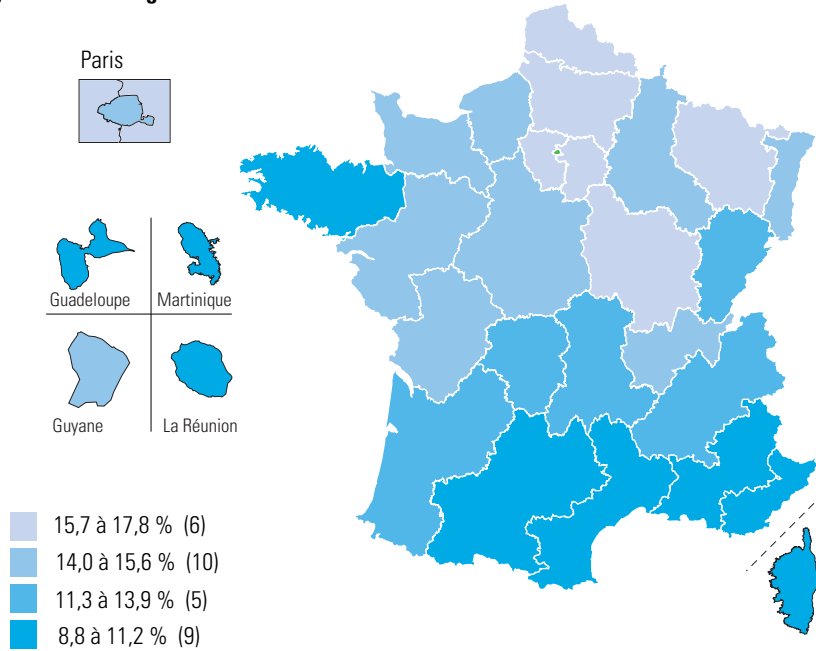 Paris
Guadeloupe
Martinique
Guyane
La Réunion
15,7 à 17,8 % (6)
14,0 à 15,6 % (10)
11,3 à 13,9 % (5)
8,8 à 11,2 % (9)